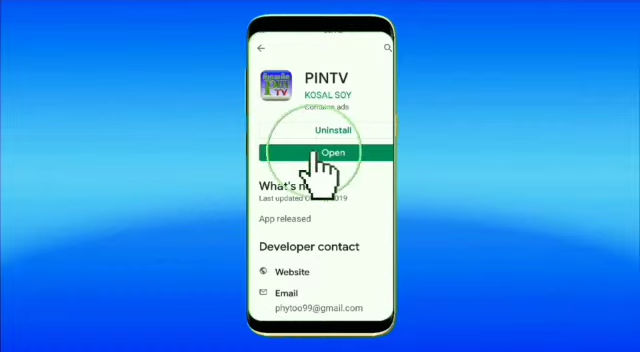 PINTV
KOSAL SOY
Contains ads
Uninstall
Open
What's
Last updated 2019
App released
Developer contact
Website
Email
phytoo99@gmail.com